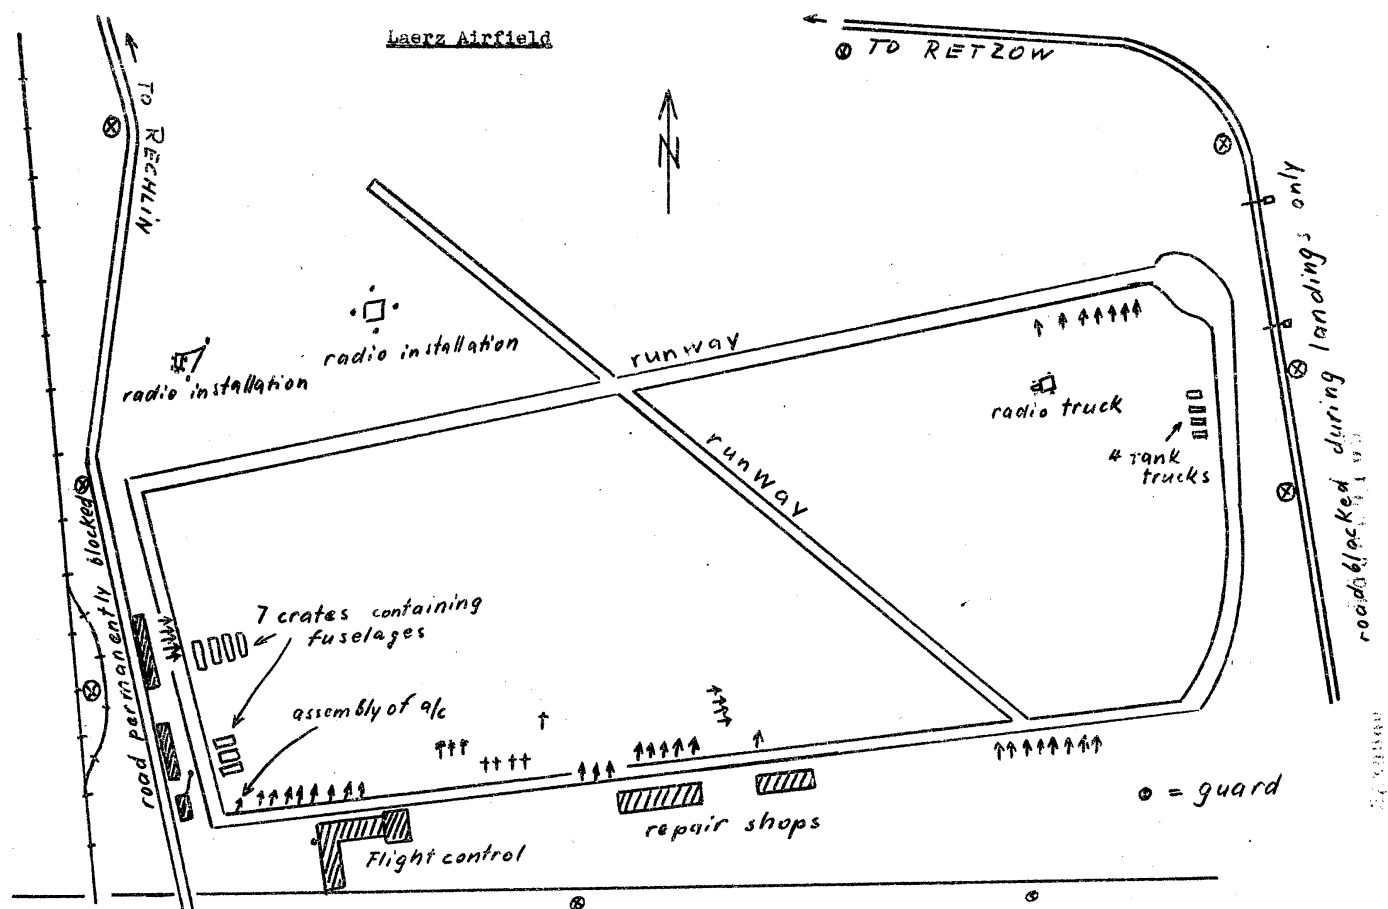 Laerz Airfield
TO RETZOW
TO RECHLIN
N
road blacked during landings only
radio installation
radio installation
runway
runway
radio truck
4 TANK
trucks
road permanently blocked
7 crates containing
fuselages
assembly of a/c
= guard
repair shops
Flight control